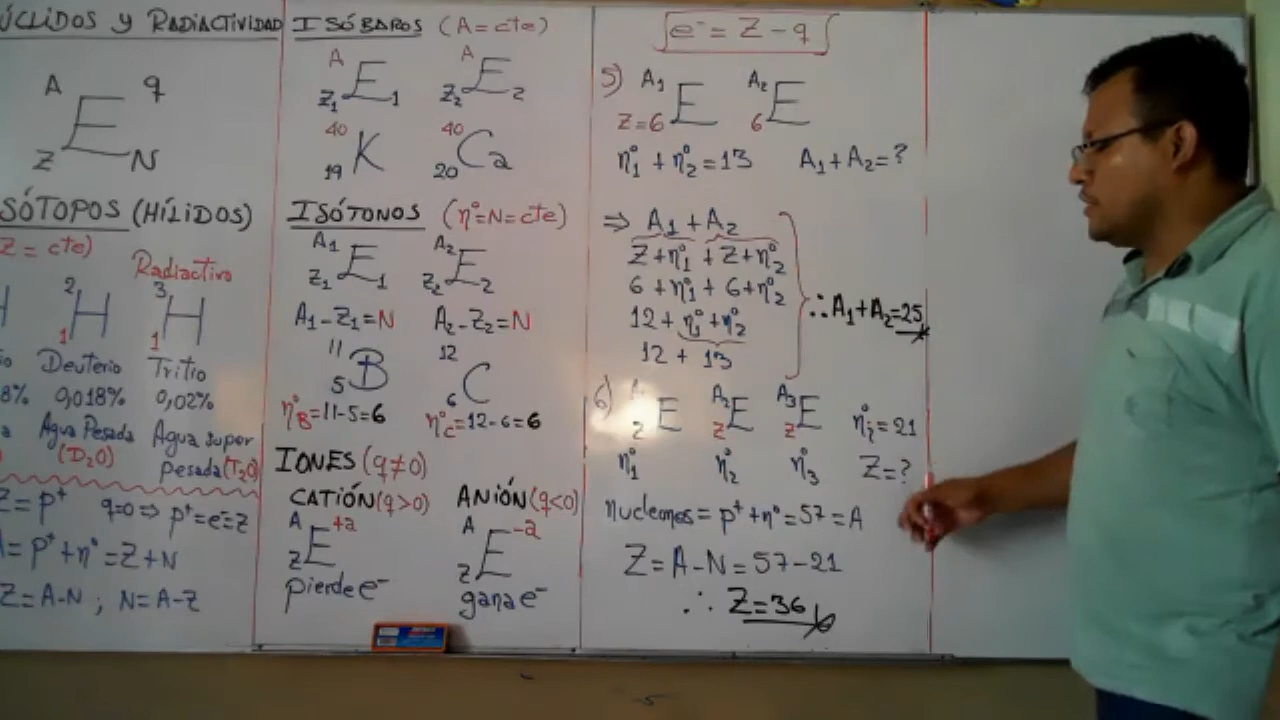 ÚCLIDOS y RADIACTIVIDAD
A E q
Z N
SÓTOPOS (HÍLIDOS)
Z = cte)
Radiactivo
H ²₁H ³₁H
io Deuterio Tritio
8% 0,018% 0,02%
a Agua Pesada Agua super
(D₂O) pesada (T₂O)
Z = p⁺ q=0 ⇒ p⁺=e⁻=Z
A = p⁺ + n° = Z + N
Z = A-N ; N = A-Z
ISÓBAROS (A = cte)
A E A E
Z₁ 1 Z₂ 2
40 K 40 Ca
19 20
ISÓTONOS (n°=N=cte)
A₁ E A₂ E
Z₁ 1 Z₂ 2
A₁-Z₁=N A₂-Z₂=N
11 B 12 C
5 6
n°B=11-5=6 n°C=12-6=6
IONES (q≠0)
CATIÓN (q>0) ANIÓN (q<0)
A E +a A E -a
Z Z
pierde e⁻ gana e⁻
e⁻ = Z - q
5) A₁ E A₂ E
Z=6 6
n°₁ + n°₂ = 13 A₁+A₂=?
⇒ A₁ + A₂
Z+n°₁ + Z+n°₂
6+n°₁ + 6+n°₂
12 + n°₁+n°₂
12 + 13
∴ A₁+A₂=25
6) A₁ E A₂ E A₃ E n°ᵢ=21
Z Z Z
n°₁ n°₂ n°₃ Z=?
nucleones = p⁺ + n° = 57 = A
Z = A-N = 57-21
∴ Z=36